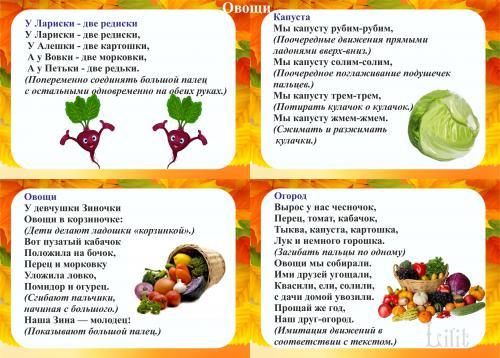 Овощи
У Лариски - две редиски
У Лариски - две редиски,
У Алешки - две картошки,
А у Вовки - две морковки,
А у Петьки - две редьки.
(Попеременно соединять большой палец
с остальными одновременно на обеих руках.)
Капуста
Мы капусту рубим-рубим,
(Поочередные движения прямыми
ладонями вверх-вниз.)
Мы капусту солим-солим,
(Поочередное поглаживание подушечек
пальцев.)
Мы капусту трем-трем,
(Потирать кулачок о кулачок.)
Мы капусту жмем-жмем.
(Сжимать и разжимать
кулачки.)
Овощи
У девчушки Зиночки
Овощи в корзиночке:
(Дети делают ладошки «корзинкой».)
Вот пузатый кабачок
Положила на бочок,
Перец и морковку
Уложила ловко,
Помидор и огурец.
(Сгибают пальчики,
начиная с большого.)
Наша Зина — молодец!
(Показывают большой палец.)
Огород
Вырос у нас чесночок,
Перец, томат, кабачок,
Тыква, капуста, картошка,
Лук и немного горошка.
(Загибать пальцы по одному)
Овощи мы собирали.
Ими друзей угощали,
Квасили, ели, солили,
с дачи домой увозили.
Прощай же год,
Наш друг-огород.
(Имитация движений в
соответствии с текстом.)
Lilit